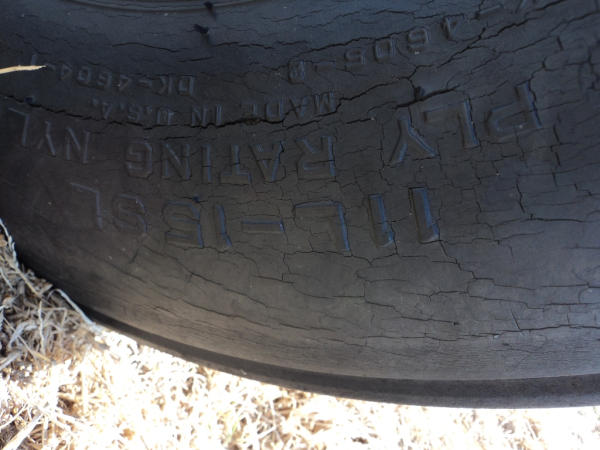 11L-15SL
PLY RATING NYL
MADE IN U.S.A.
DK-4604-